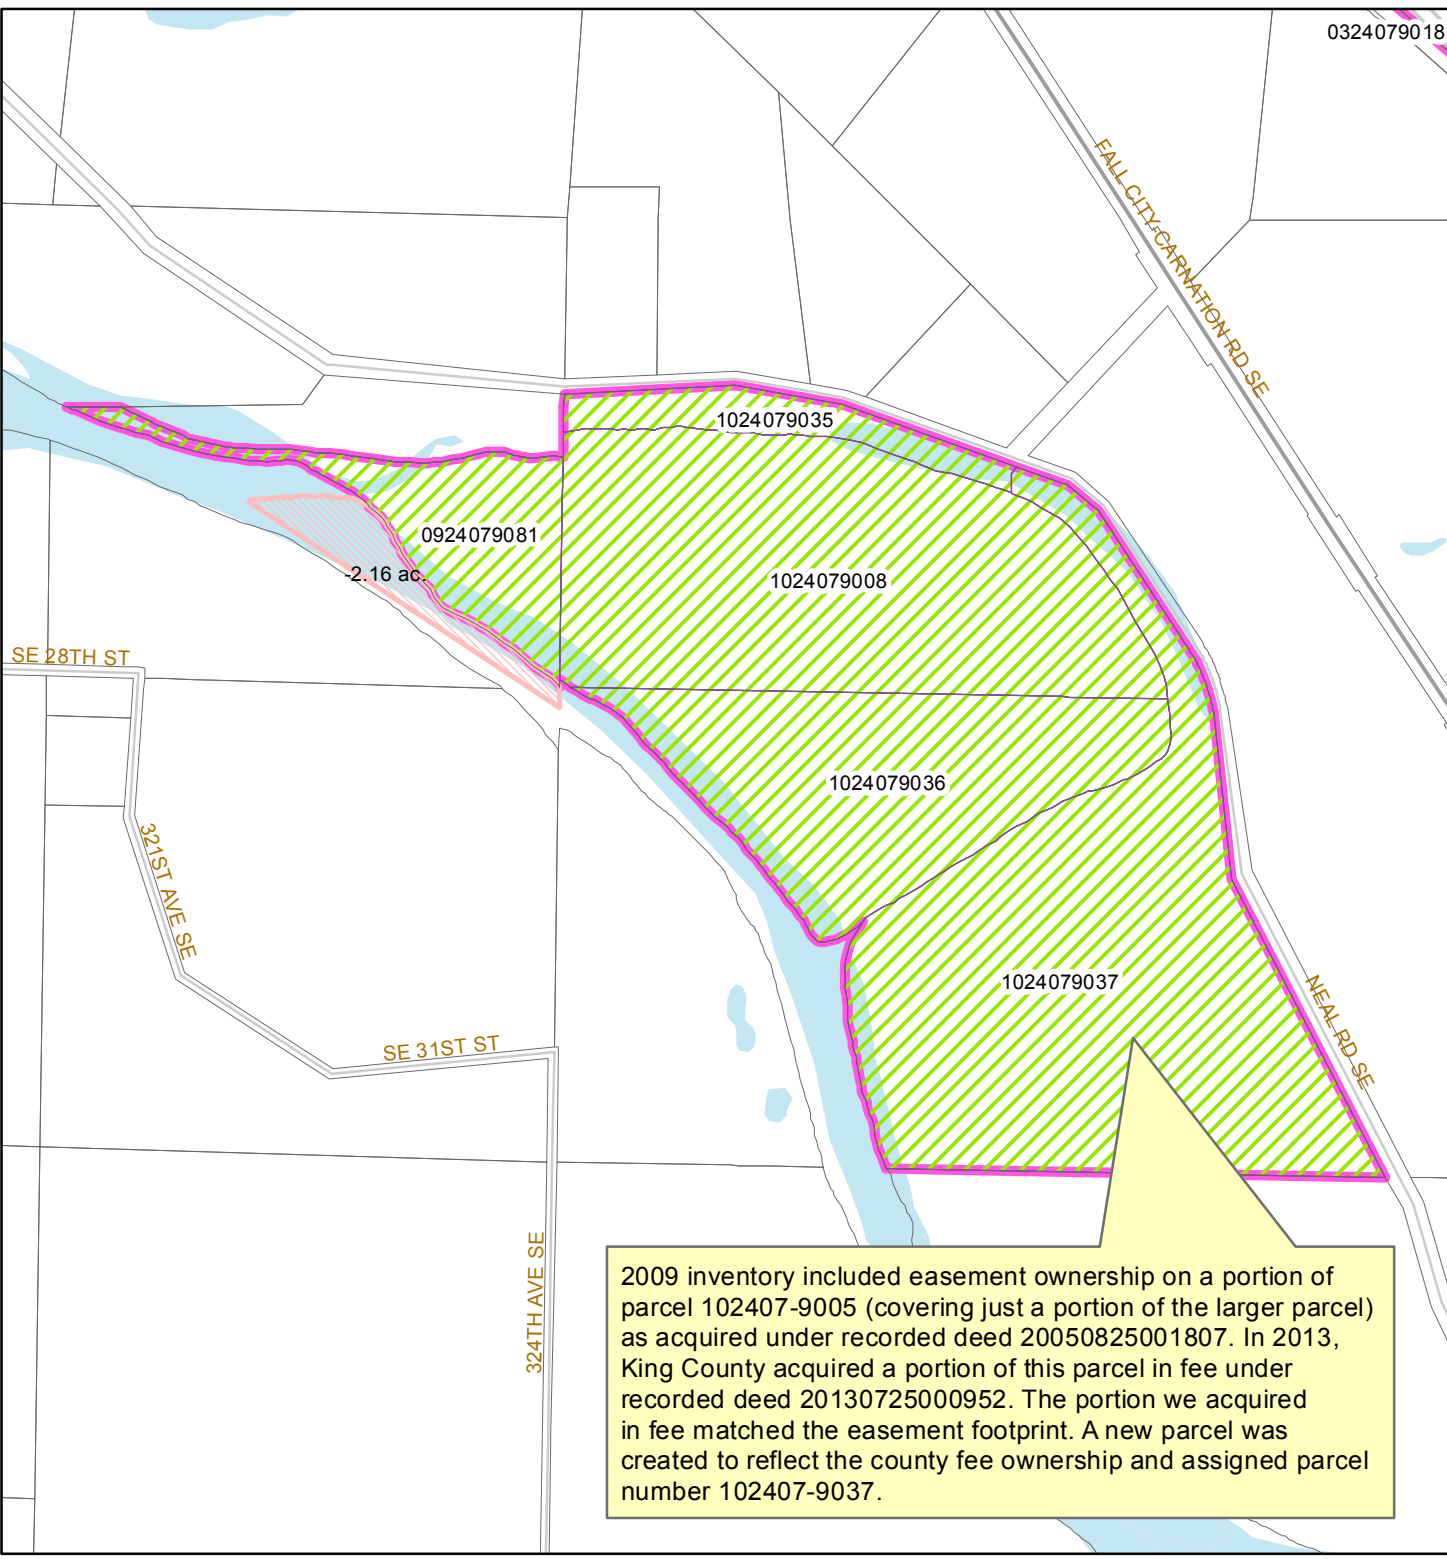 0324079018
FALL CITY-CARNATION RD SE
1024079035
0924079081
-2.16 ac.
1024079008
SE 28TH ST
1024079036
321ST AVE SE
1024079037
NEAL RD SE
SE 31ST ST
324TH AVE SE
2009 inventory included easement ownership on a portion of
parcel 102407-9005 (covering just a portion of the larger parcel)
as acquired under recorded deed 20050825001807. In 2013,
King County acquired a portion of this parcel in fee under
recorded deed 20130725000952. The portion we acquired
in fee matched the easement footprint. A new parcel was
created to reflect the county fee ownership and assigned parcel
number 102407-9037.